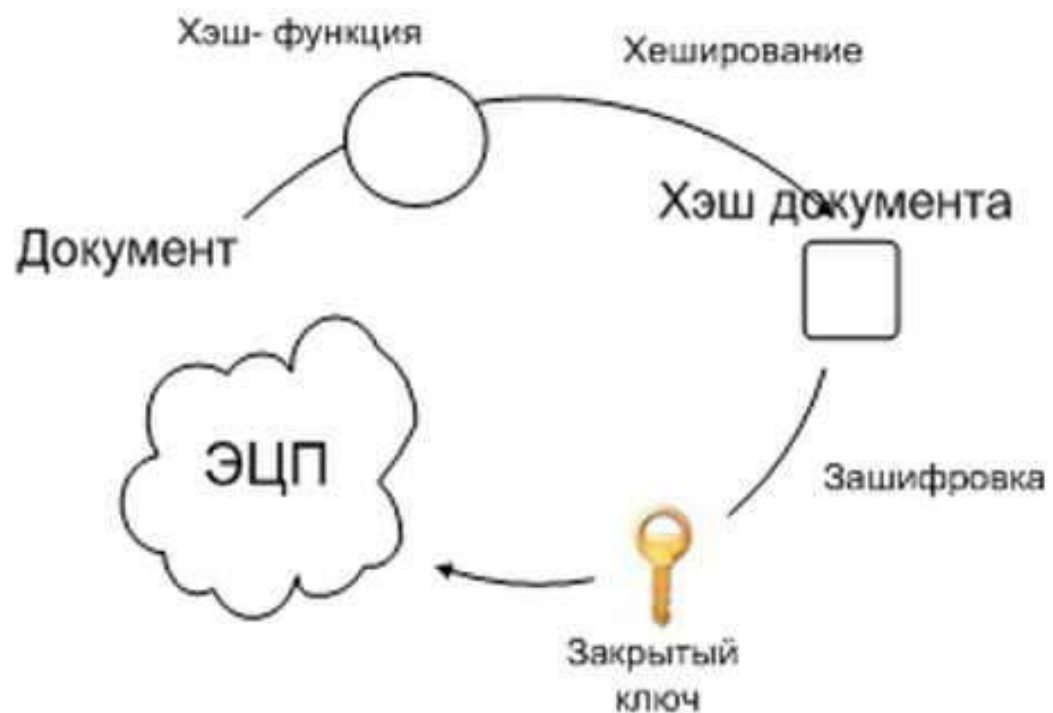 Хэш- функция
Хеширование
Хэш документа
Документ
ЭЦП
Зашифровка
Закрытый
ключ